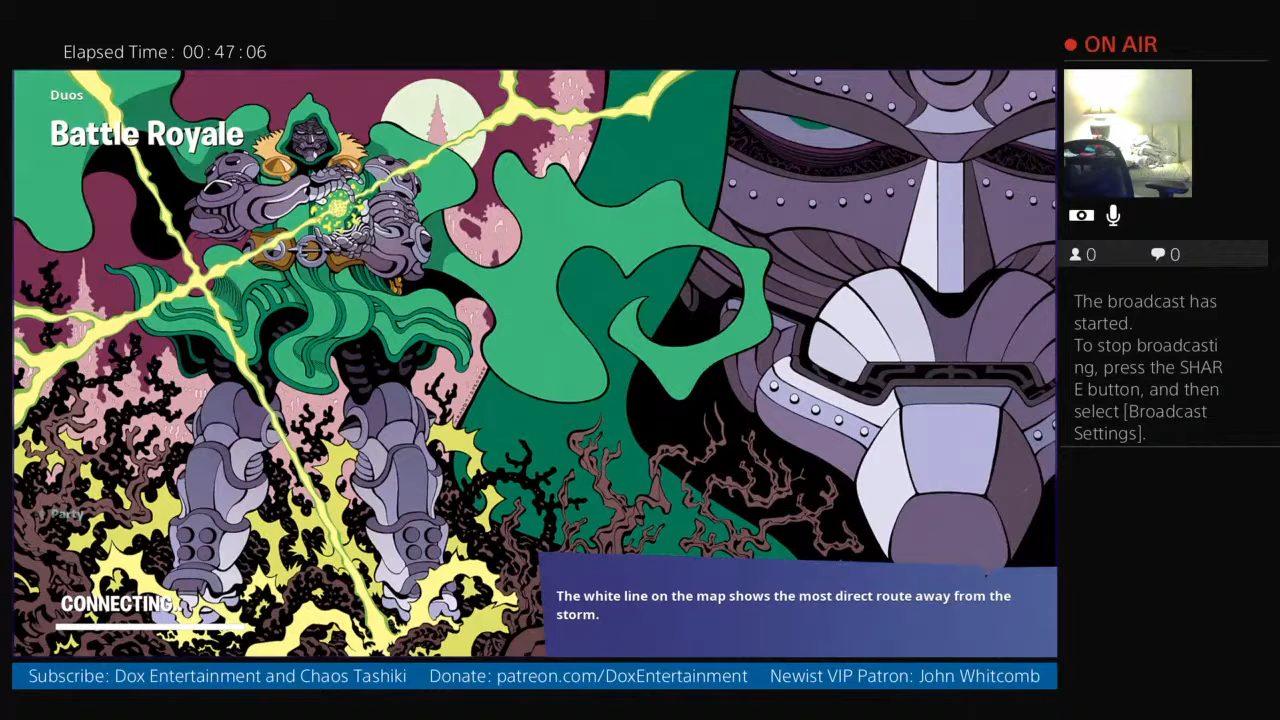 Elapsed Time: 00:47:06
ON AIR
Duos
Battle Royale
0
0
The broadcast has
started.
To stop broadcasti
ng, press the SHAR
E button, and then
select [Broadcast
Settings].
Party
CONNECTING..
The white line on the map shows the most direct route away from the
storm.
Subscribe: Dox Entertainment and Chaos Tashiki Donate: patreon.com/DoxEntertainment Newist VIP Patron: John Whitcomb